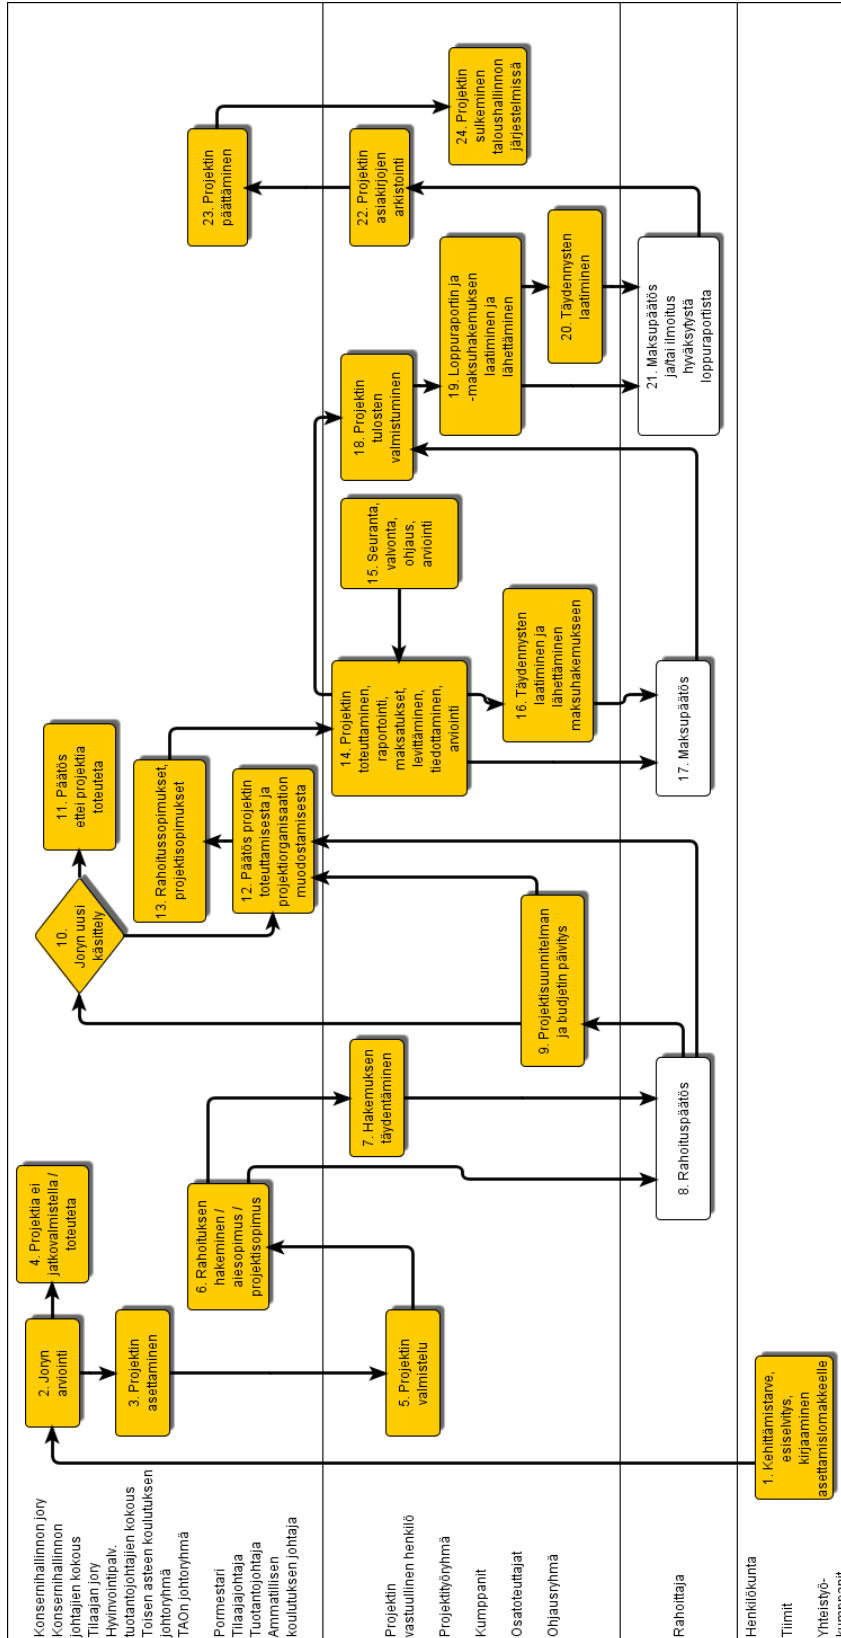 Konsernihallinnon jory
Konsernihallinnon
johtajien kokous
Tilaajan jory
Hyvinvointipalv.
tuotantojohtajien kokous
Toisen asteen koulutuksen
johtoryhmä
TAOn johtoryhmä
Pormestari
Tilaajajohtaja
Tuotantojohtaja
Ammatillisen
koulutuksen johtaja
Projektin
vastuullinen henkilö
Projektityöryhmä
Kumppanit
Osatoteuttajat
Ohjausryhmä
Rahoittaja
Henkilökunta
Tiimit
Yhteistyö-
kumppanit
1. Kehittämistarve,
esiselvitys,
kirjaaminen
asettamislomakkeelle
2. Joryn
arviointi
3. Projektin
asettaminen
4. Projektia ei
jatkovalmistella /
toteuteta
5. Projektin
valmistelu
6. Rahoituksen
hakeminen /
aiesopimus /
projektisopimus
7. Hakemuksen
täydentäminen
8. Rahoituspäätös
9. Projektisuunnitelman
ja budjetin päivitys
10.
Joryn uusi
käsittely
11. Päätös
ettei projektia
toteuteta
12. Päätös projektin
toteuttamisesta ja
projektiorganisaation
muodostamisesta
13. Rahoitussopimukset,
projektisopimukset
14. Projektin
toteuttaminen,
raportointi,
maksatukset,
levittäminen,
tiedottaminen,
arviointi
15. Seuranta,
valvonta,
ohjaus,
arviointi
16. Täydennysten
laatiminen ja
lähettäminen
maksuhakemukseen
17. Maksupäätös
18. Projektin
tulosten
valmistuminen
19. Loppuraportin ja
-maksuhakemuksen
laatiminen ja
lähettäminen
20. Täydennysten
laatiminen
21. Maksupäätös
ja/tai ilmoitus
hyväksytystä
loppuraportista
22. Projektin
asiakirjojen
arkistointi
23. Projektin
päättäminen
24. Projektin
sulkeminen
taloushallinnon
järjestelmissä